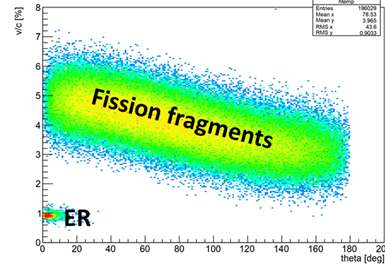 htemp
Entries 196029
Mean x 78.53
Mean y 3.965
RMS x 43.6
RMS y 0.9033
v/c [%]
8
7
6
5
4
3
2
1
0
Fission fragments
ER
0 20 40 60 80 100 120 140 160 180 200
theta [deg]